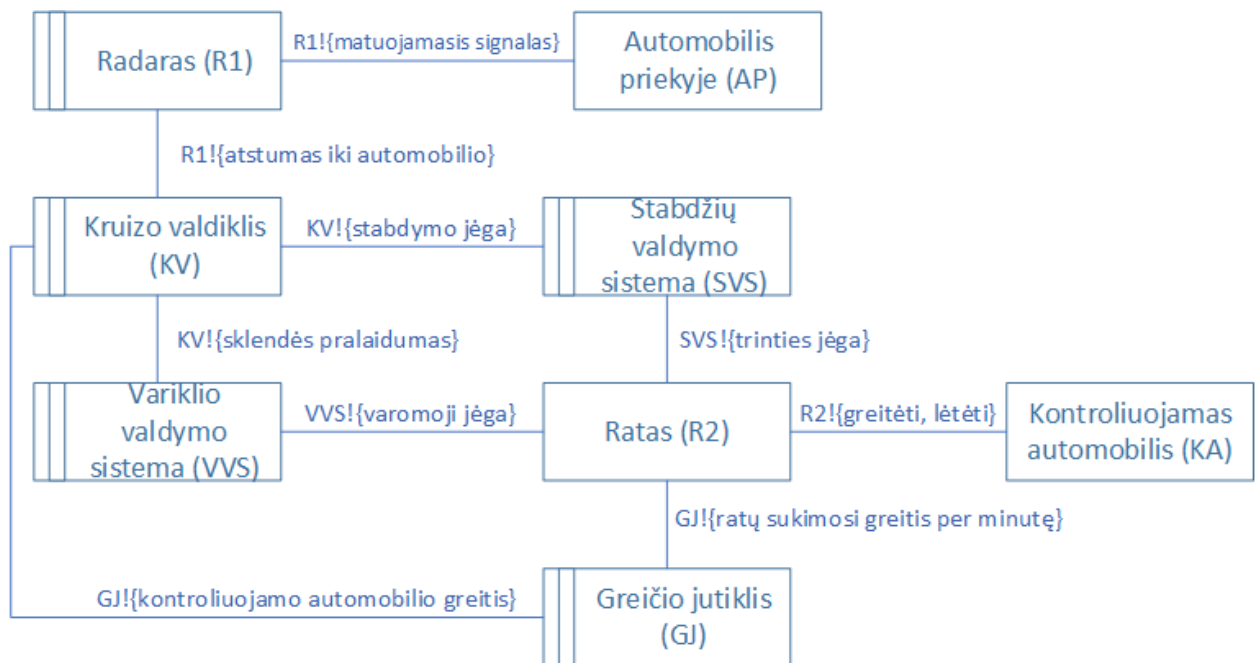 Radaras (R1)
R1!{matuojamasis signalas}
Automobilis
priekyje (AP)
R1!{atstumas iki automobilio}
Kruizo valdiklis
(KV)
KV!{stabdymo jėga}
Stabdžių
valdymo
sistema (SVS)
KV!{sklendės pralaidumas}
SVS!{trinties jėga}
Variklio
valdymo
sistema (VVS)
VVS!{varomoji jėga}
Ratas (R2)
R2!{greitėti, lėtėti}
Kontroliuojamas
automobilis (KA)
GJ!{ratų sukimosi greitis per minutę}
GJ!{kontroliuojamo automobilio greitis}
Greičio jutiklis
(GJ)